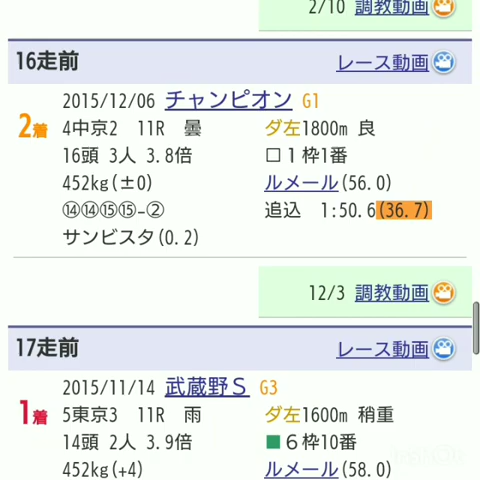 2/10 調教動画
16走前 レース動画
2015/12/06 チャンピオン G1
2着 4中京2 11R 曇 ダ左1800m 良
16頭 3人 3.8倍 □1枠1番
452kg(±0) ルメール(56.0)
⑭⑭⑮⑮-② 追込 1:50.6(36.7)
サンビスタ(0.2)
12/3 調教動画
17走前 レース動画
2015/11/14 武蔵野S G3
1着 5東京3 11R 雨 ダ左1600m 稍重
14頭 2人 3.9倍 ■6枠10番
452kg(+4) ルメール(58.0)